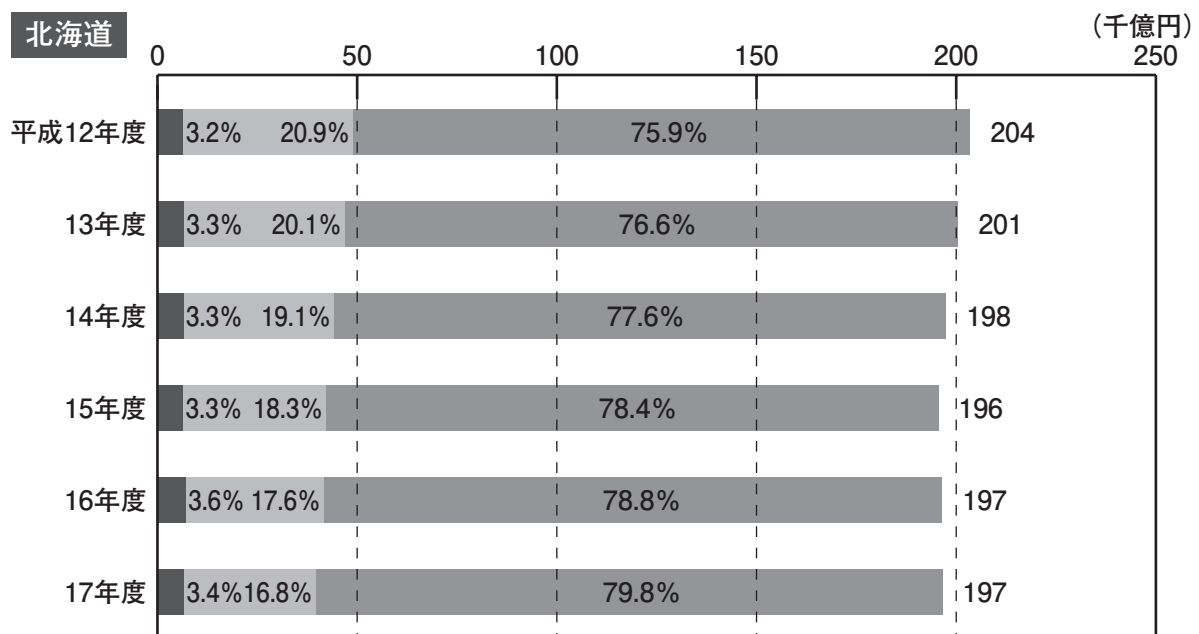 (千億円)
北海道
0 50 100 150 200 250
平成12年度 3.2% 20.9% 75.9% 204
13年度 3.3% 20.1% 76.6% 201
14年度 3.3% 19.1% 77.6% 198
15年度 3.3% 18.3% 78.4% 196
16年度 3.6% 17.6% 78.8% 197
17年度 3.4% 16.8% 79.8% 197